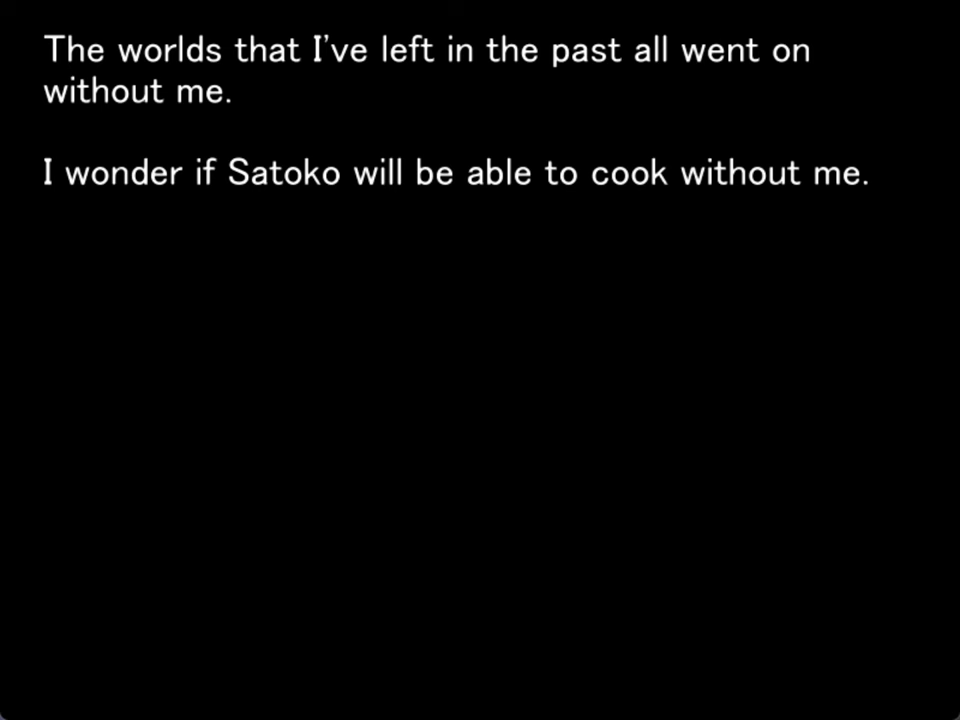 The worlds that I've left in the past all went on
without me.
I wonder if Satoko will be able to cook without me.